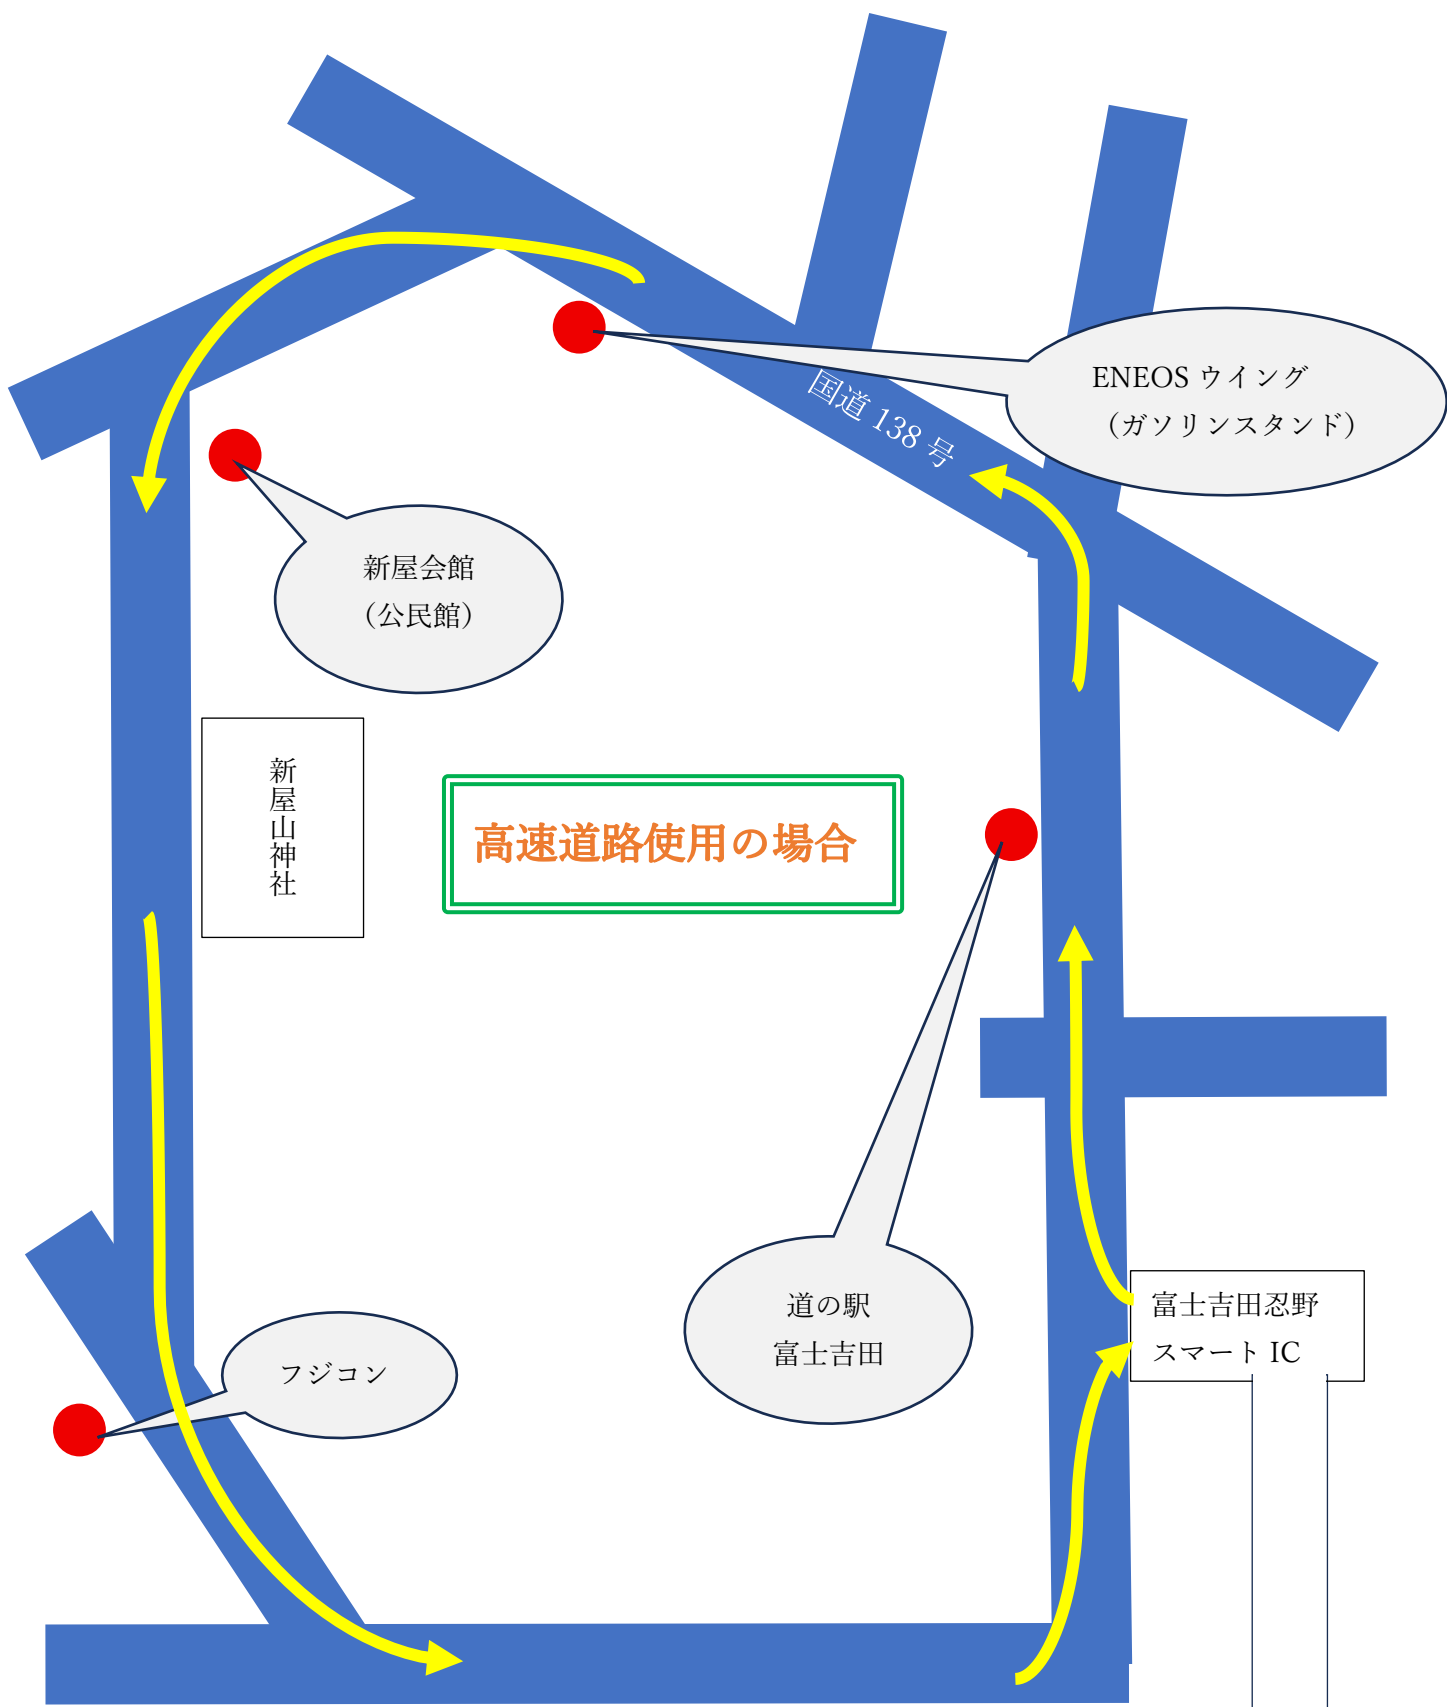 国道 138 号
ENEOS ウイング
（ガソリンスタンド）
新屋会館
（公民館）
新屋山神社
高速道路使用の場合
道の駅
富士吉田
富士吉田忍野
スマート IC
フジコン